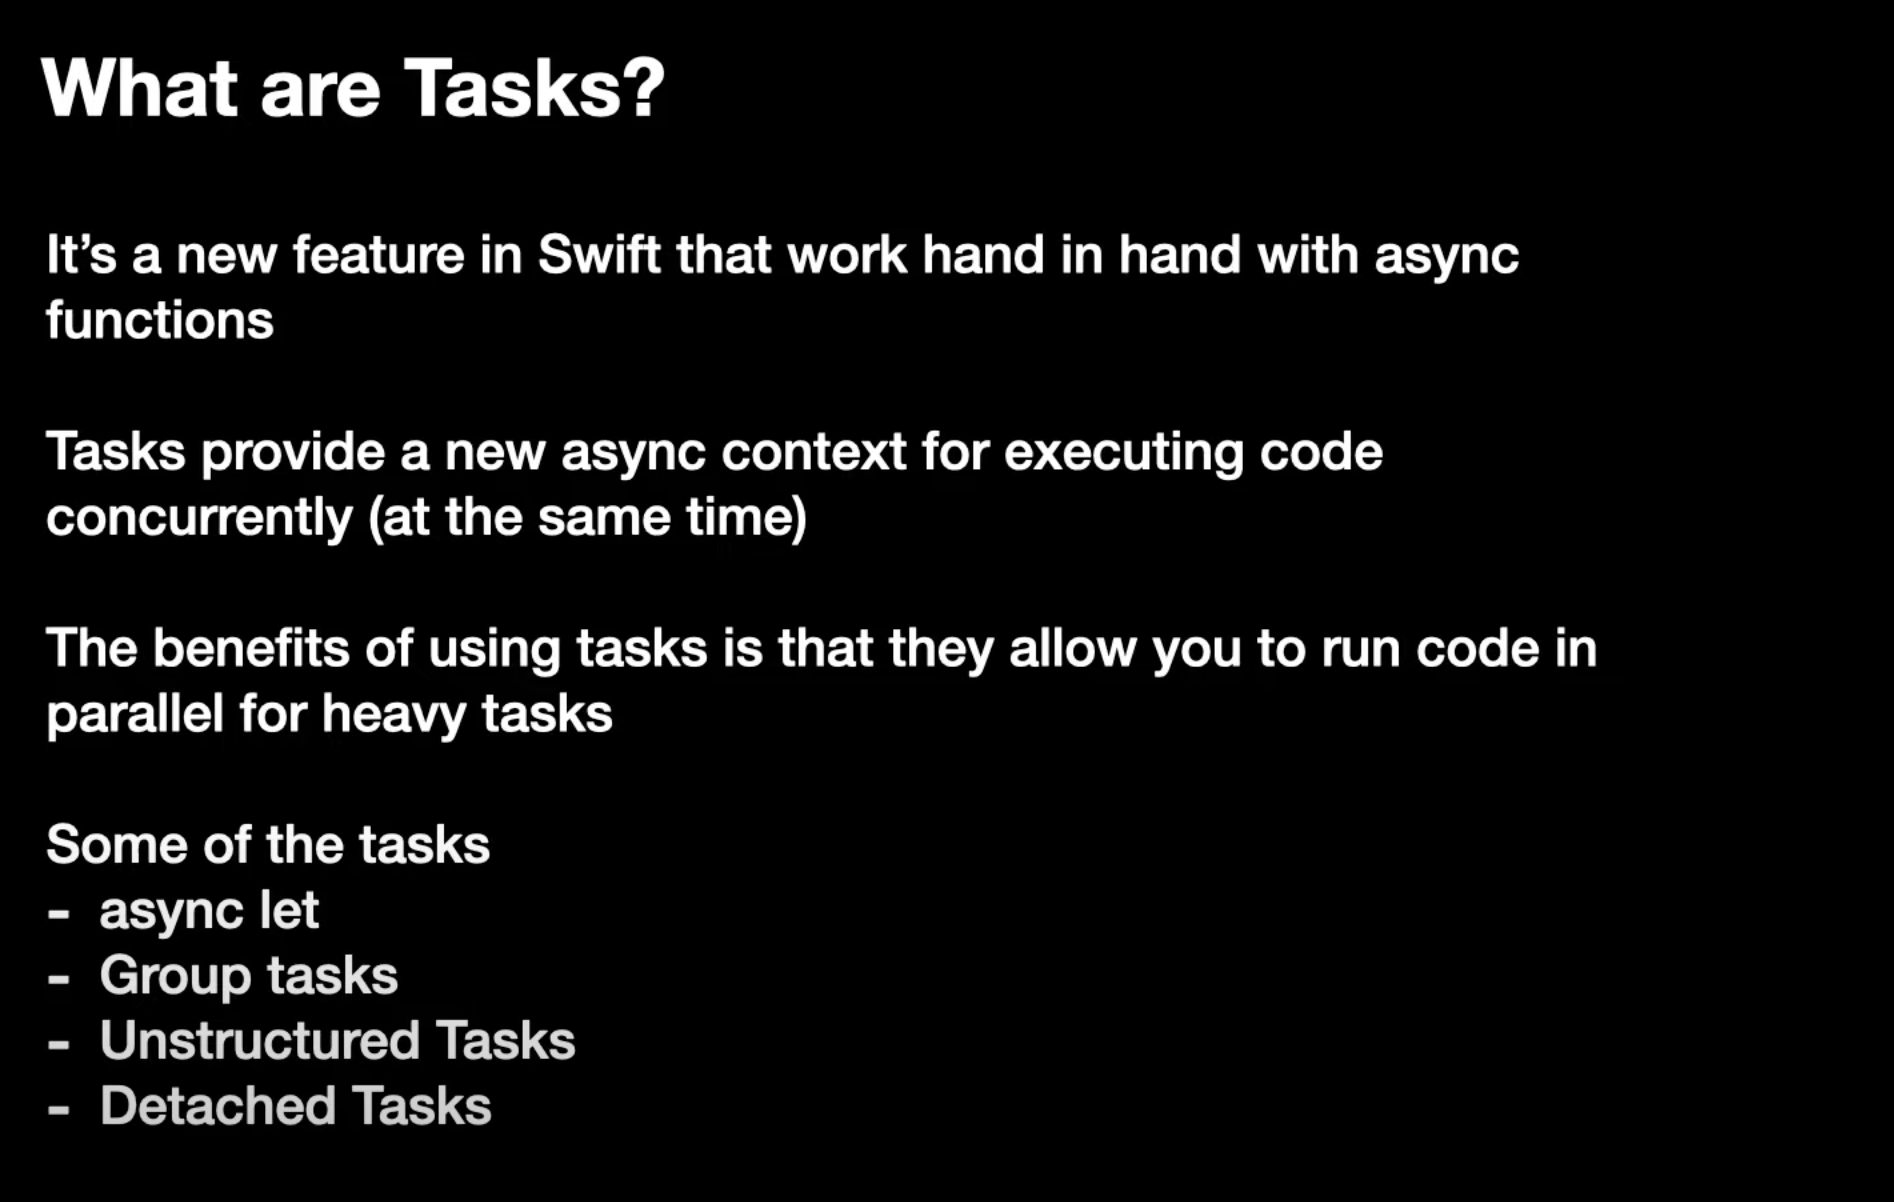 What are Tasks?
It’s a new feature in Swift that work hand in hand with async
functions
Tasks provide a new async context for executing code
concurrently (at the same time)
The benefits of using tasks is that they allow you to run code in
parallel for heavy tasks
Some of the tasks
- async let
- Group tasks
- Unstructured Tasks
- Detached Tasks